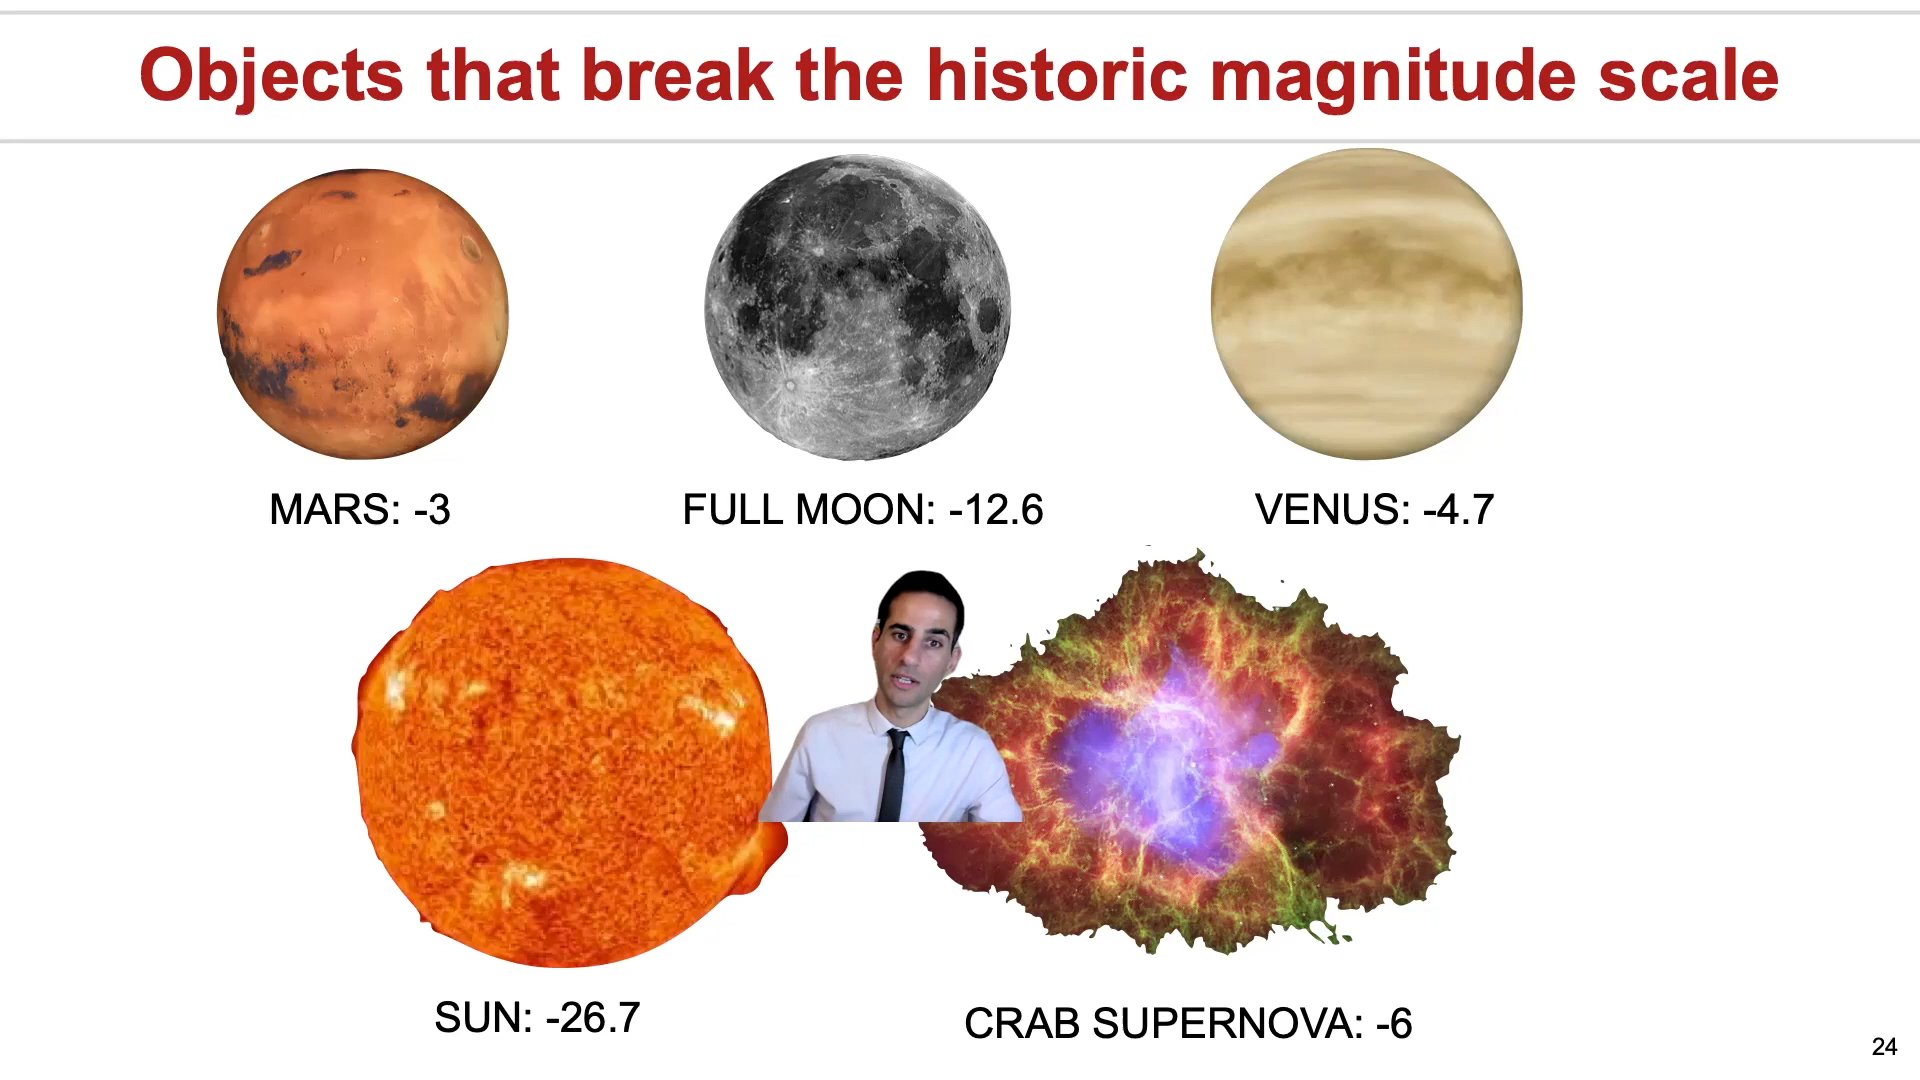 Objects that break the historic magnitude scale
MARS: -3
FULL MOON: -12.6
VENUS: -4.7
SUN: -26.7
CRAB SUPERNOVA: -6
24